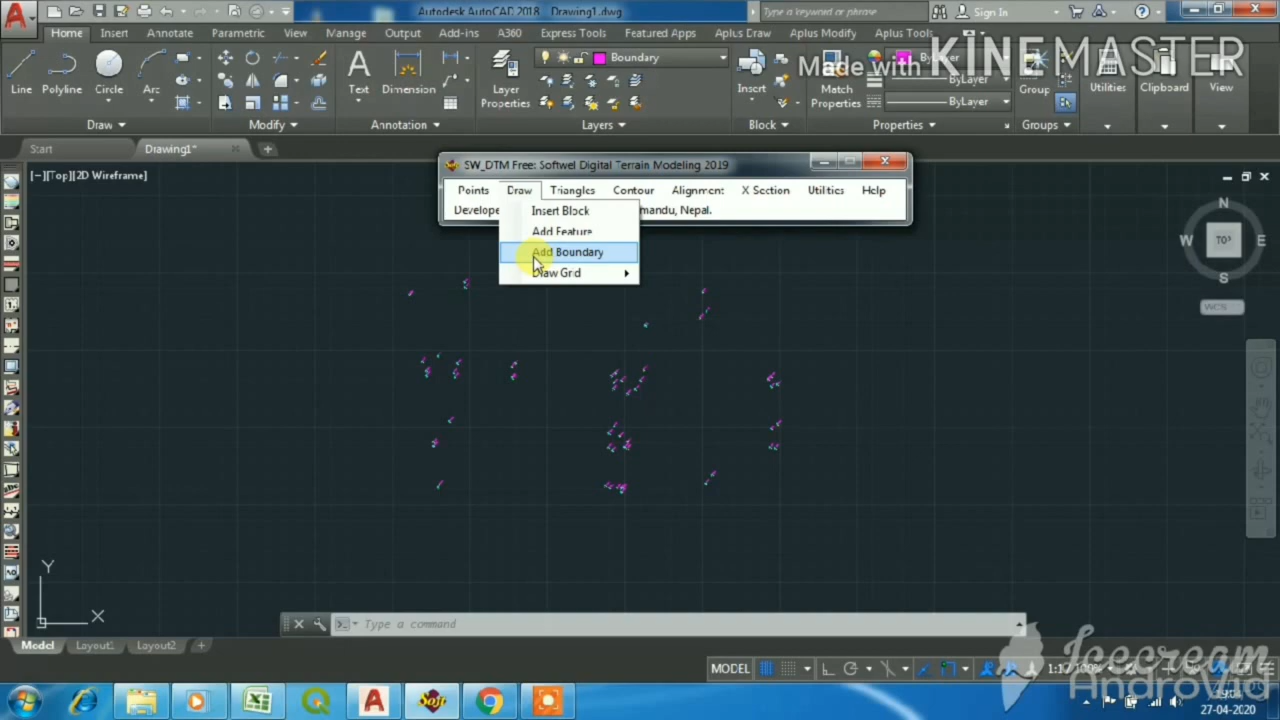 Autodesk AutoCAD 2018 Drawing1.dwg
Type a keyword or phrase
Sign In
Home Insert Annotate Parametric View Manage Output Add-ins A360 Express Tools Featured Apps Aplus Draw Aplus Modify Aplus Tools
Made with KINEMASTER
Line Polyline Circle Arc Text Dimension Layer Properties Boundary Insert Match Properties ByLayer ByLayer Group Utilities Clipboard View
Draw Modify Annotation Layers Block Properties Groups
Start Drawing1*
[−][Top][2D Wireframe]
SW_DTM Free: Softwel Digital Terrain Modeling 2019
Points Draw Triangles Contour Alignment X Section Utilities Help
Develope mandu, Nepal.
Insert Block
Add Feature
Add Boundary
Draw Grid
N
W TOP E
S
WCS
Y
X
Type a command
Model Layout1 Layout2 +
MODEL 1:1 100%
Icecream
AndroVid
27-04-2020